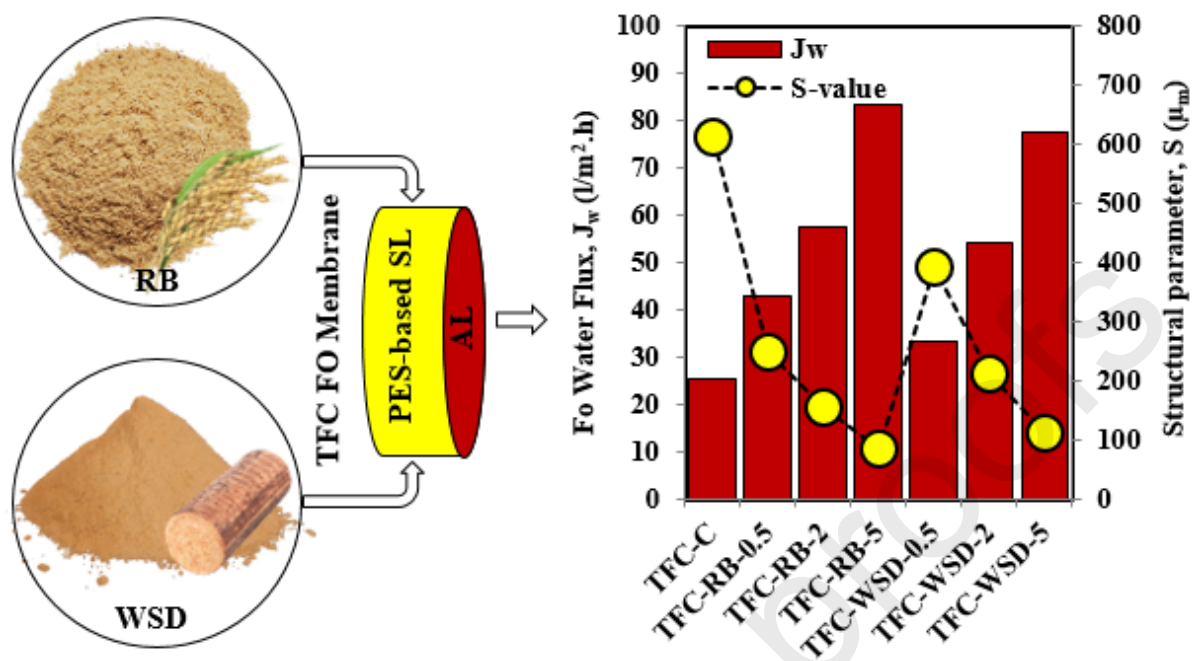 RB
WSD
TFC FO Membrane
PES-based SL
AL
Jw
S-value
Fo Water Flux, Jw (l/m².h)
100
90
80
70
60
50
40
30
20
10
0
Structural parameter, S (μm)
800
700
600
500
400
300
200
100
0
TFC-C
TFC-RB-0.5
TFC-RB-2
TFC-RB-5
TFC-WSD-0.5
TFC-WSD-2
TFC-WSD-5
proofs